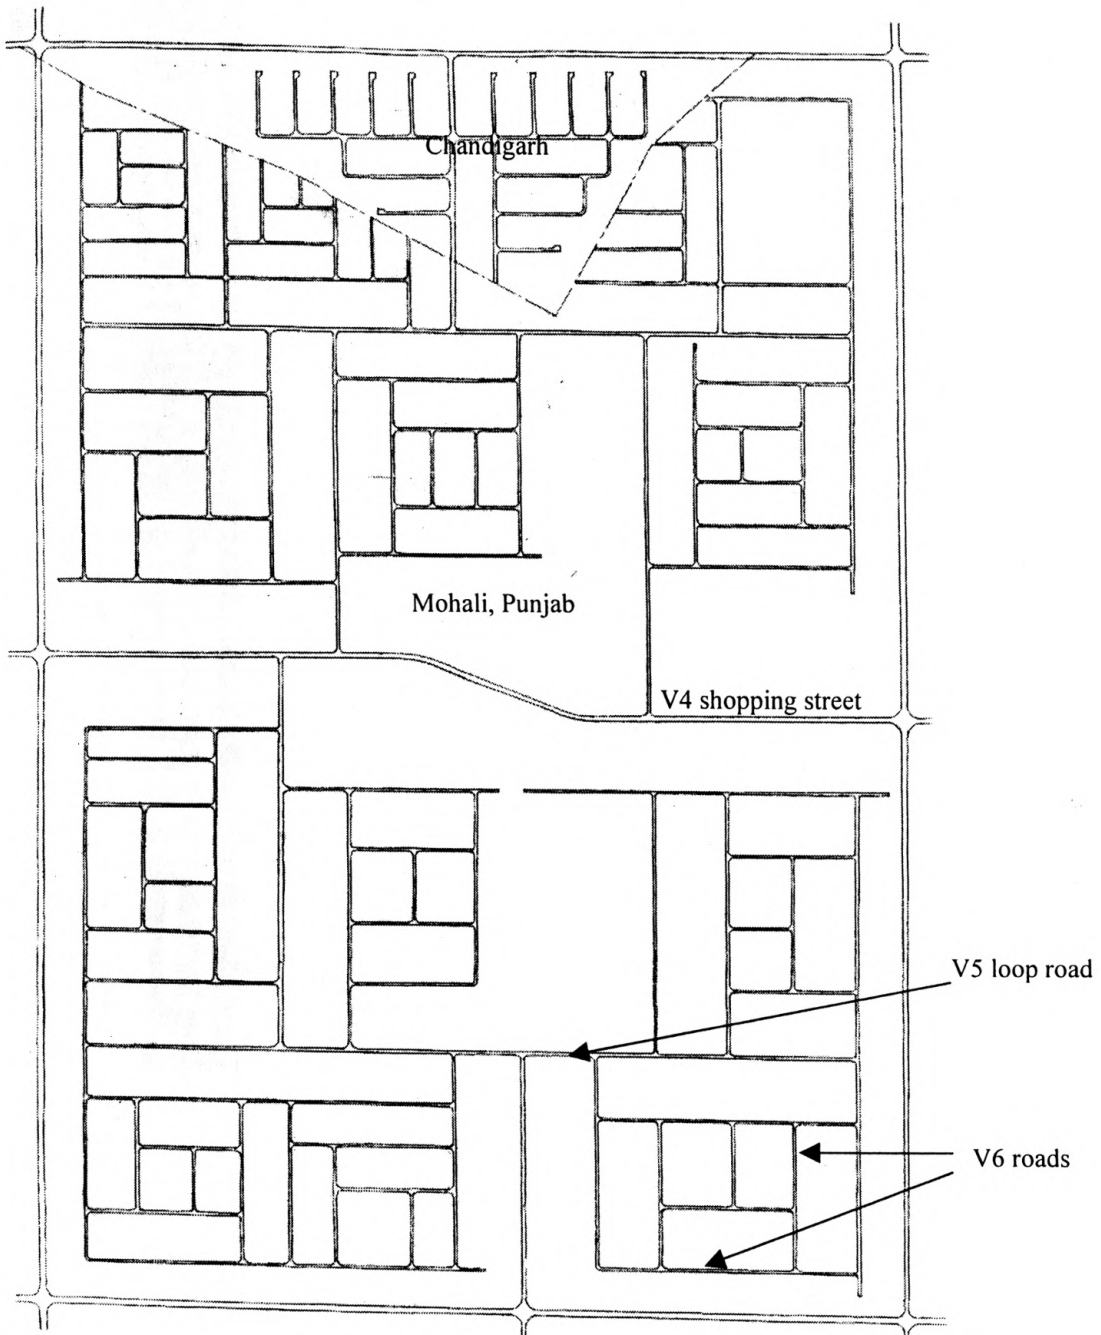 Chandigarh
Mohali, Punjab
V4 shopping street
V5 loop road
V6 roads